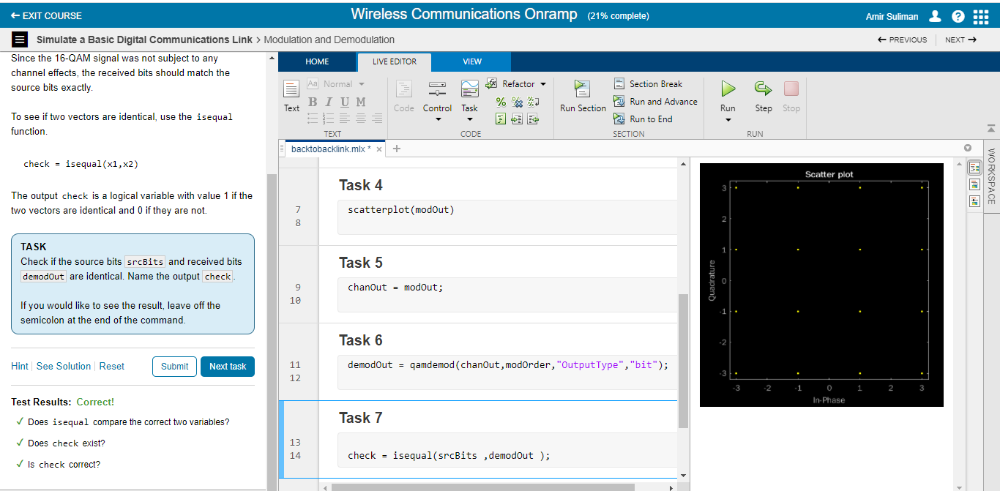 ← EXIT COURSE
Wireless Communications Onramp (21% complete)
Amir Suliman
?
Simulate a Basic Digital Communications Link > Modulation and Demodulation
← PREVIOUS
NEXT →
Since the 16-QAM signal was not subject to any
channel effects, the received bits should match the
source bits exactly.
To see if two vectors are identical, use the isequal
function.
check = isequal(x1,x2)
The output check is a logical variable with value 1 if the
two vectors are identical and 0 if they are not.
TASK
Check if the source bits srcBits and received bits
demodOut are identical. Name the output check.
If you would like to see the result, leave off the
semicolon at the end of the command.
Hint | See Solution | Reset
Submit
Next task
Test Results: Correct!
✓ Does isequal compare the correct two variables?
✓ Does check exist?
✓ Is check correct?
HOME
LIVE EDITOR
VIEW
Text
Aa Normal
B I U M
TEXT
Code
Control
Task
Refactor
CODE
Run Section
Section Break
Run and Advance
Run to End
SECTION
Run
Step
Stop
RUN
backtobacklink.mlx * × +
WORKSPACE
Task 4
7 scatterplot(modOut)
8
Task 5
9 chanOut = modOut;
10
Task 6
11 demodOut = qamdemod(chanOut,modOrder,"OutputType","bit");
12
Task 7
13
14 check = isequal(srcBits ,demodOut );
Scatter plot
Quadrature
3
2
1
0
-1
-2
-3
-3 -2 -1 0 1 2 3
In-Phase